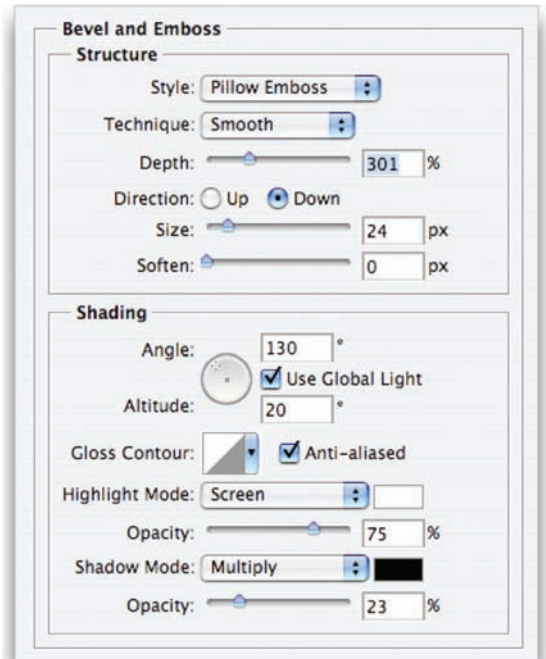 Bevel and Emboss
Structure
Style: Pillow Emboss
Technique: Smooth
Depth: 301 %
Direction: Up Down
Size: 24 px
Soften: 0 px
Shading
Angle: 130 °
Use Global Light
Altitude: 20 °
Gloss Contour: Anti-aliased
Highlight Mode: Screen
Opacity: 75 %
Shadow Mode: Multiply
Opacity: 23 %